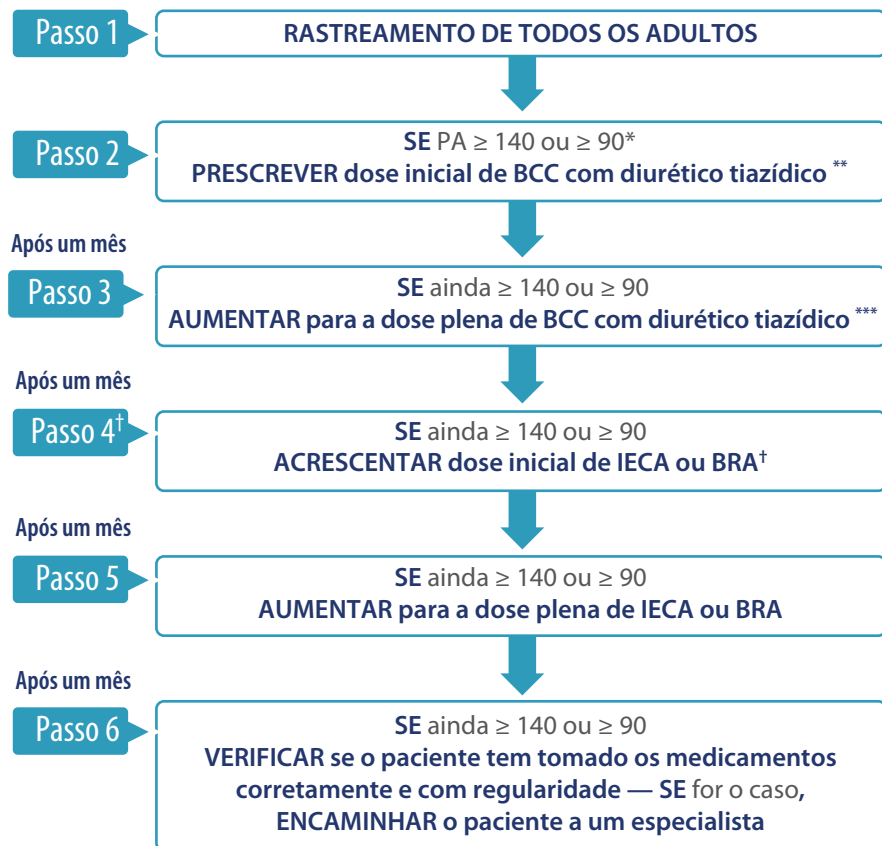 Passo 1
RASTREAMENTO DE TODOS OS ADULTOS
Passo 2
SE PA ≥ 140 ou ≥ 90*
PRESCREVER dose inicial de BCC com diurético tiazídico **
Após um mês
Passo 3
SE ainda ≥ 140 ou ≥ 90
AUMENTAR para a dose plena de BCC com diurético tiazídico ***
Após um mês
Passo 4†
SE ainda ≥ 140 ou ≥ 90
ACRESCENTAR dose inicial de IECA ou BRA†
Após um mês
Passo 5
SE ainda ≥ 140 ou ≥ 90
AUMENTAR para a dose plena de IECA ou BRA
Após um mês
Passo 6
SE ainda ≥ 140 ou ≥ 90
VERIFICAR se o paciente tem tomado os medicamentos
corretamente e com regularidade — SE for o caso,
ENCAMINHAR o paciente a um especialista